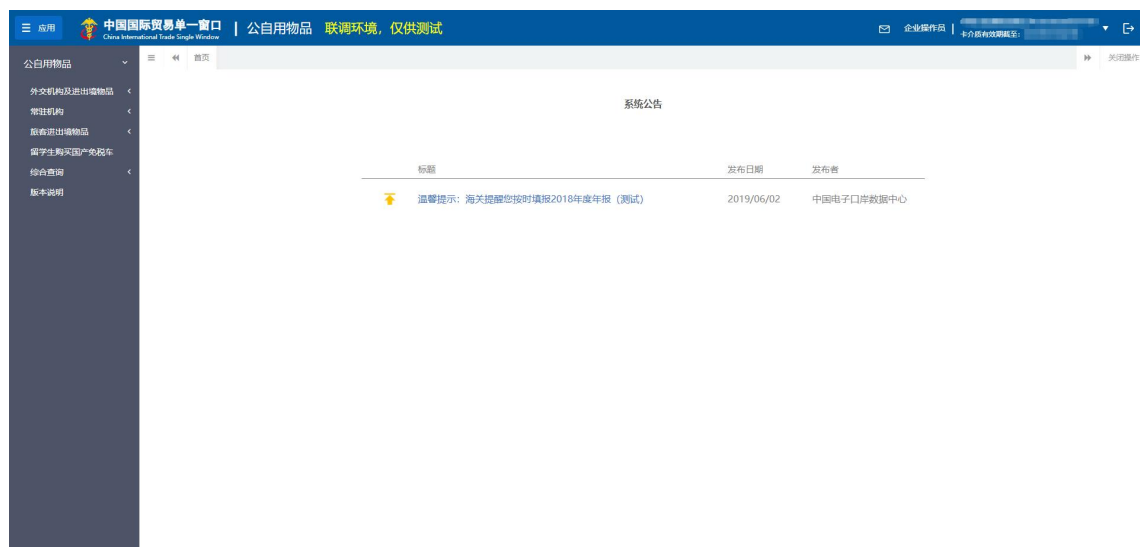 应用
中国国际贸易单一窗口
China International Trade Single Window
公自用物品
联调环境，仅供测试
企业操作员
卡介质有效期截至：
公自用物品
首页
关闭操作
外交机构及进出境物品
常驻机构
旅客进出境物品
留学生购买国产免税车
综合查询
版本说明
系统公告
标题 发布日期 发布者
温馨提示：海关提醒您按时填报2018年度年报（测试） 2019/06/02 中国电子口岸数据中心